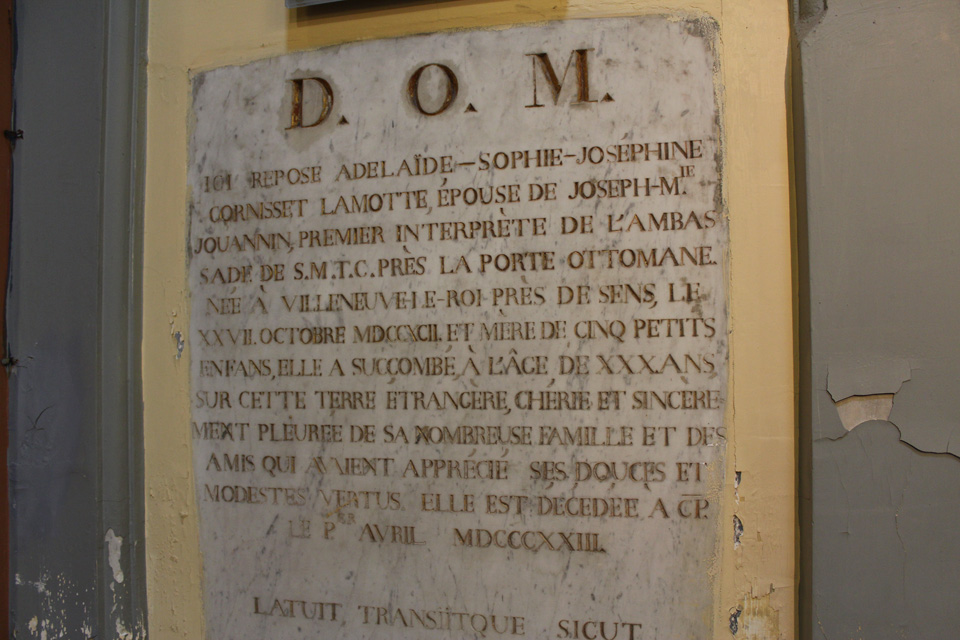 D. O. M.
ICI REPOSE ADELAÏDE,—SOPHIE—JOSEPHINE
CORNISSET LAMOTTE, ÉPOUSE DE JOSEPH-M.IE
JOUANNIN, PREMIER INTERPRÈTE DE L'AMBAS
SADE DE S.M.T.C. PRÈS LA PORTE OTTOMANE.
NÉE À VILLENEUVE-LE-ROI PRÈS DE SENS, LE
XXVII. OCTOBRE MDCCXCII. ET MÈRE DE CINQ PETITS
ENFANS, ELLE A SUCCOMBÉ, À L'ÂGE DE XXX.ANS,
SUR CETTE TERRE ÉTRANGÈRE, CHÉRIE ET SINCÈRE
MENT PLEURÉE DE SA NOMBREUSE FAMILLE ET DES
AMIS QUI AVAIENT APPRÉCIÉ SES DOUCES ET
MODESTES VERTUS. ELLE EST DÉCÉDÉE A CP.
LE PER AVRIL MDCCCXXIII.
LATUIT TRANSIITQUE SICUT